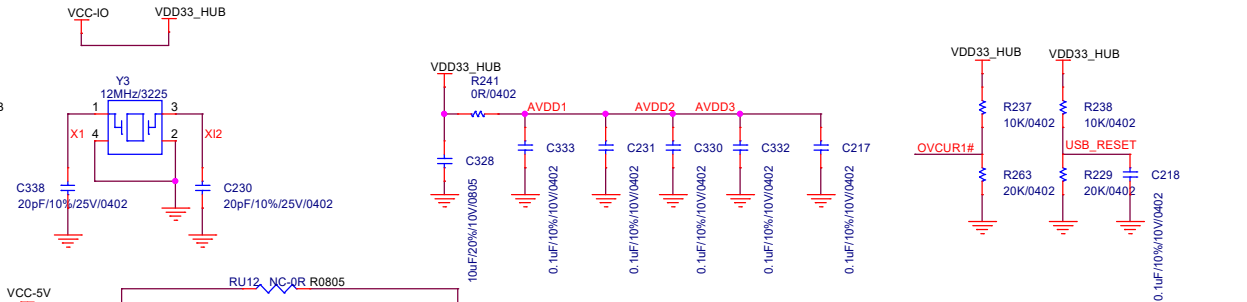 VCC-IO
VDD33_HUB
Y3
12MHz/3225
1
3
4
2
X1
XI2
C338
20pF/10%/25V/0402
C230
20pF/10%/25V/0402
VDD33_HUB
R241
0R/0402
AVDD1
AVDD2
AVDD3
C328
10uF/20%/10V/0805
C333
0.1uF/10%/10V/0402
C231
0.1uF/10%/10V/0402
C330
0.1uF/10%/10V/0402
C332
0.1uF/10%/10V/0402
C217
0.1uF/10%/10V/0402
VDD33_HUB
VDD33_HUB
R237
10K/0402
R238
10K/0402
OVCUR1#
USB_RESET
R263
20K/0402
R229
20K/0402
C218
0.1uF/10%/10V/0402
RU12
NC-0R
R0805
VCC-5V